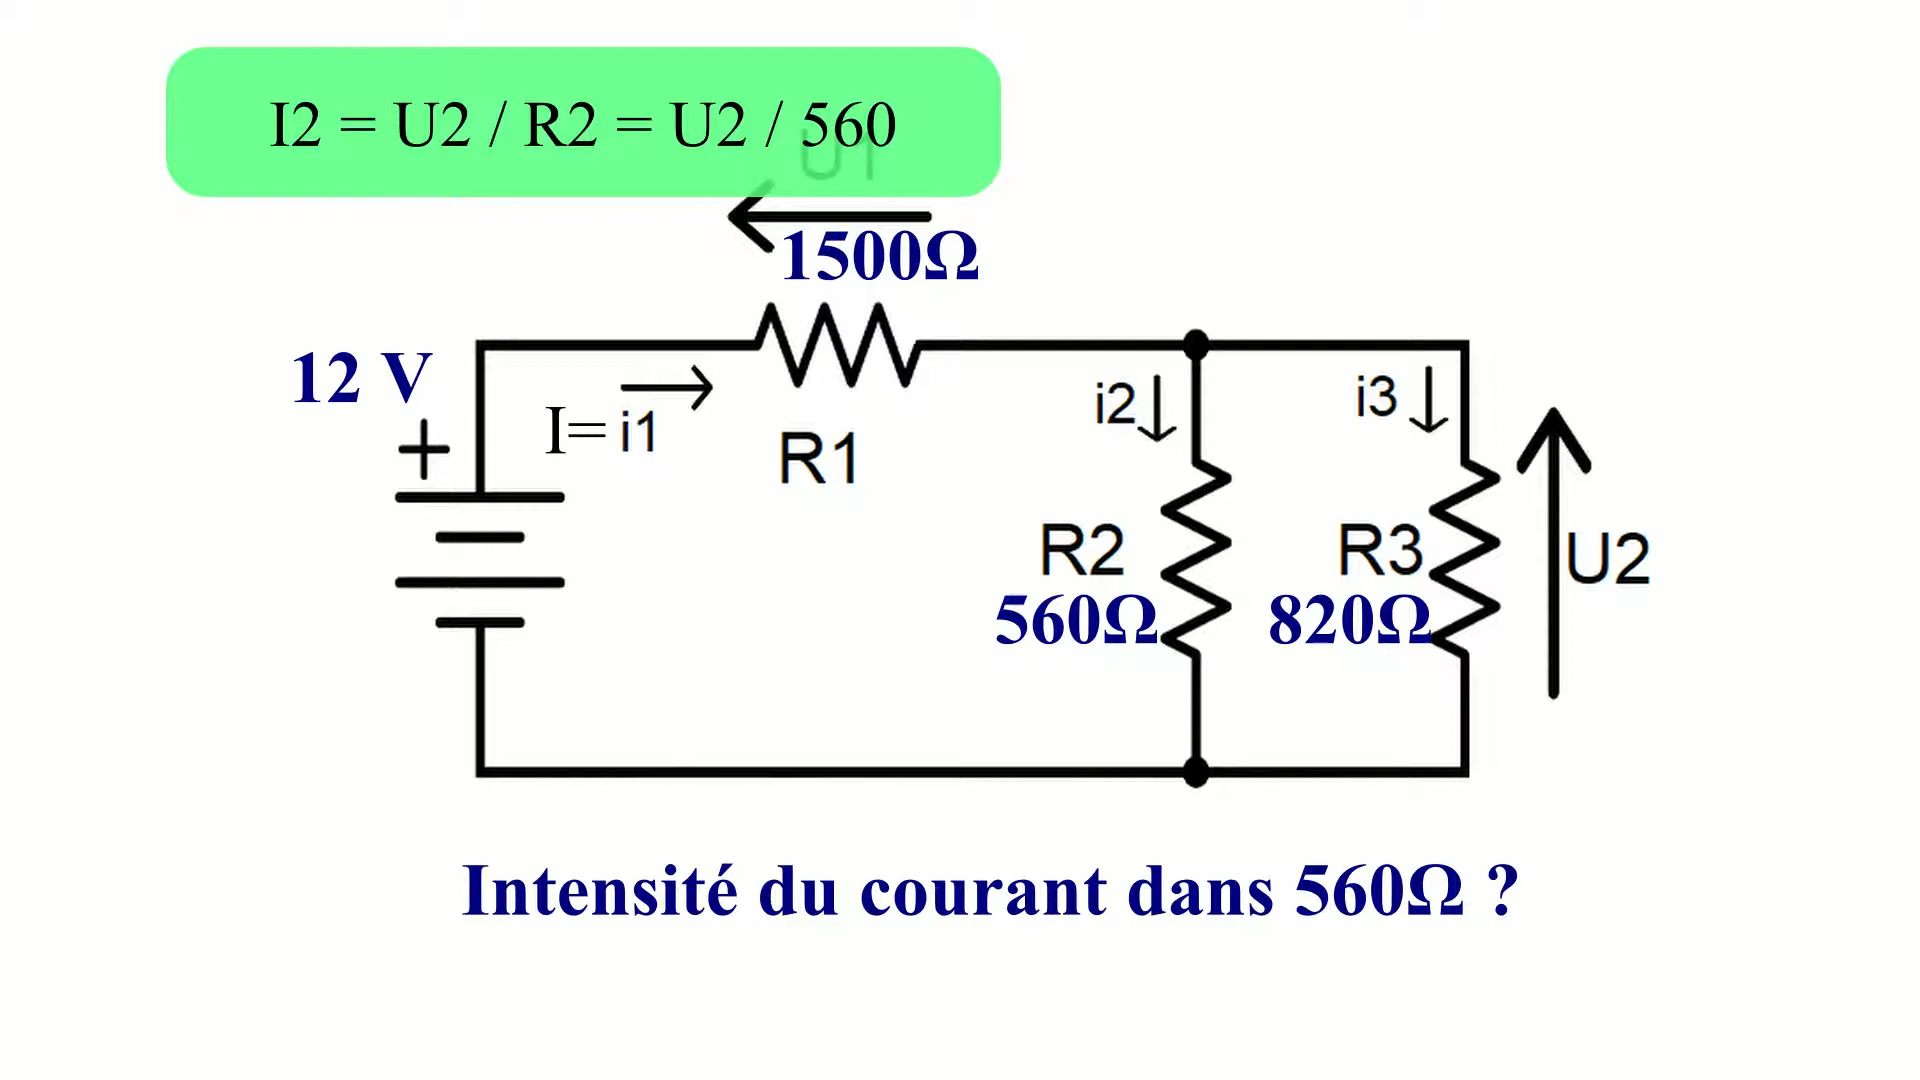 I2 = U2 / R2 = U2 / 560
U1
1500Ω
12 V
+
I= i1
R1
i2
i3
R2
R3
U2
560Ω
820Ω
Intensité du courant dans 560Ω ?